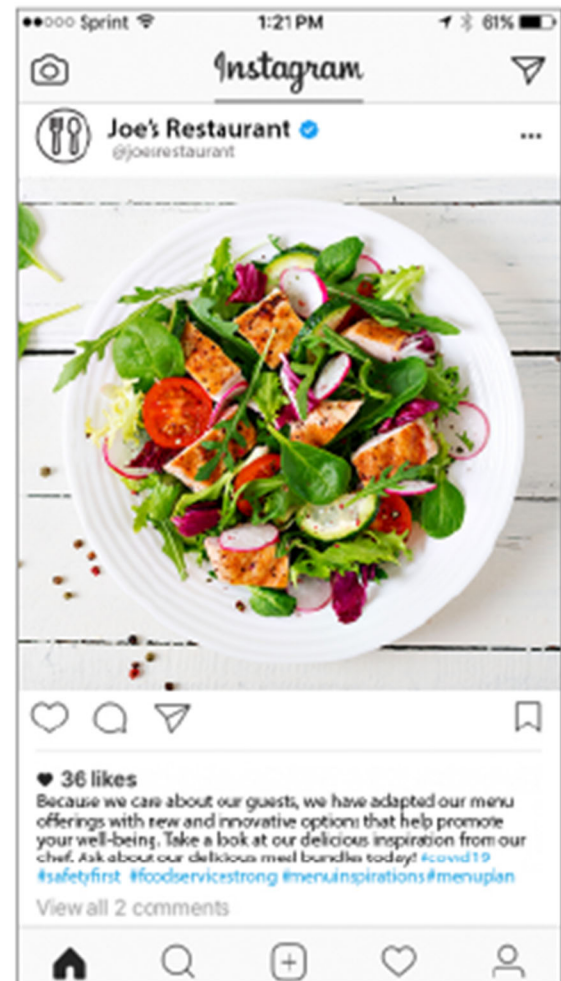 Sprint 1:21 PM 61%
Instagram
Joe's Restaurant
@joesrestaurant
36 likes
Because we care about our guests, we have adapted our menu
offerings with new and innovative options that help promote
your well-being. Take a look at our delicious inspiration from our
chef. Ask about our delicious meal bundles today! #covid19
#safetyfirst #foodservicestrong #menuinspirations #menuplan
View all 2 comments